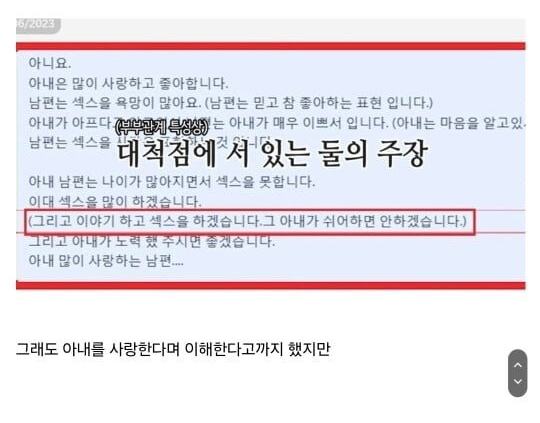 06/2023
아니요.
아내은 많이 사랑하고 좋아합니다.
남편는 섹스을 욕망이 많아요. (남편는 믿고 참 좋아하는 표현 입니다.)
아내가 아프다 아내가 매우 이쁘서 입니다. (아내는 마음을 알고있
(부부관계 특성상)
남편는 섹스을
대척점에 서 있는 둘의 주장
아내 남편는 나이가 많아지면서 섹스을 못합니다.
이대 섹스을 많이 하겠습니다.
(그리고 이야기 하고 섹스을 하겠습니다.그 아내가 쉬어하면 안하겠습니다.)
그리고 아내가 노력 했 주시면 좋겠습니다.
아내 많이 사랑하는 남편....
그래도 아내를 사랑한다며 이해한다고까지 했지만